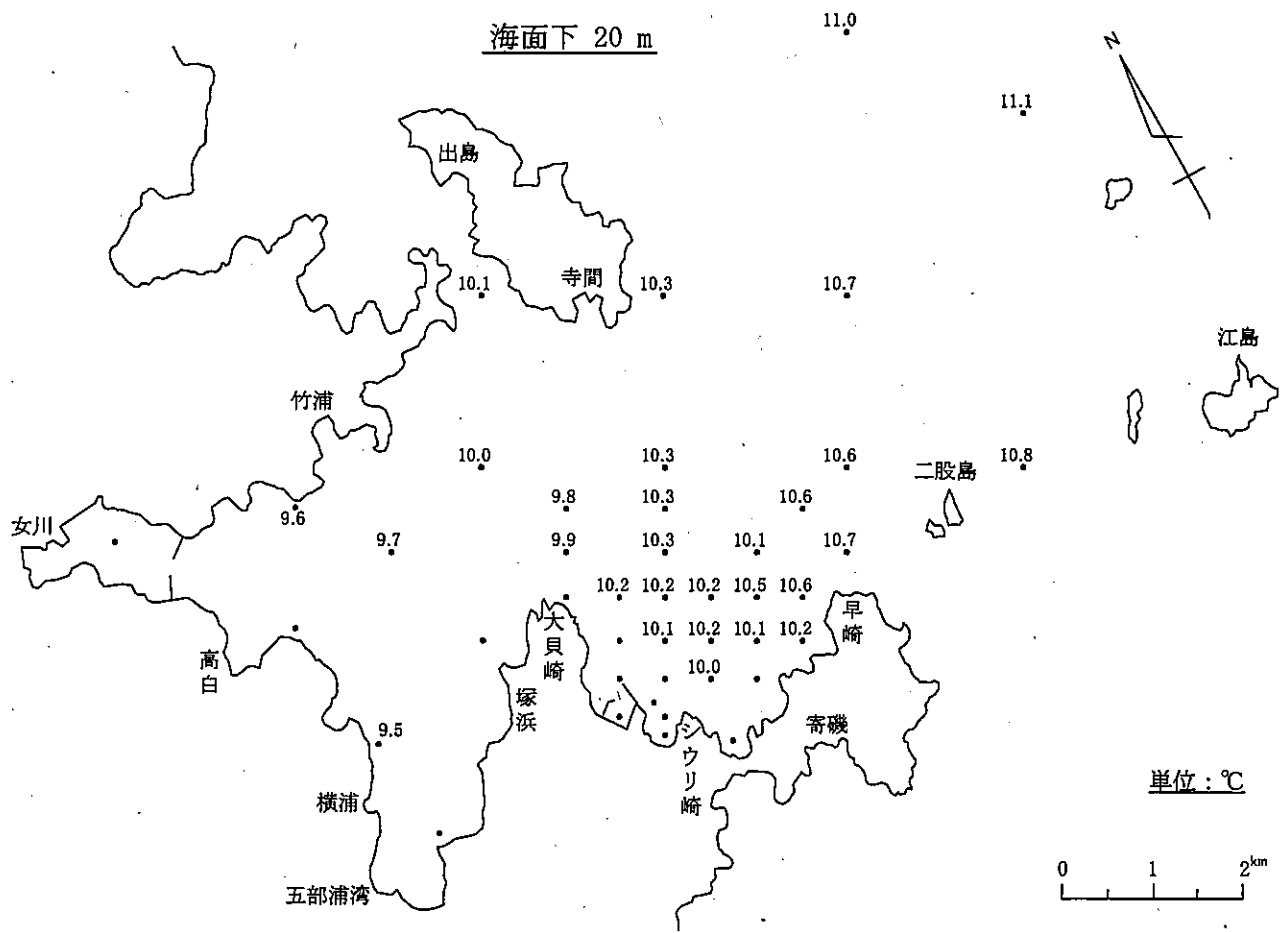 海面下 20 m
11.0
N
11.1
出島
寺間
10.1
10.3
10.7
江島
竹浦
10.0
10.3
10.6
10.8
二股島
女川
9.6
9.8
10.3
10.6
9.7
9.9
10.3
10.1
10.7
10.2
10.2
10.2
10.5
10.6
大貝崎
早崎
10.1
10.2
10.1
10.2
高白
10.0
塚浜
シウリ崎
寄磯
9.5
横浦
単位:℃
五部浦湾
0 1 2km